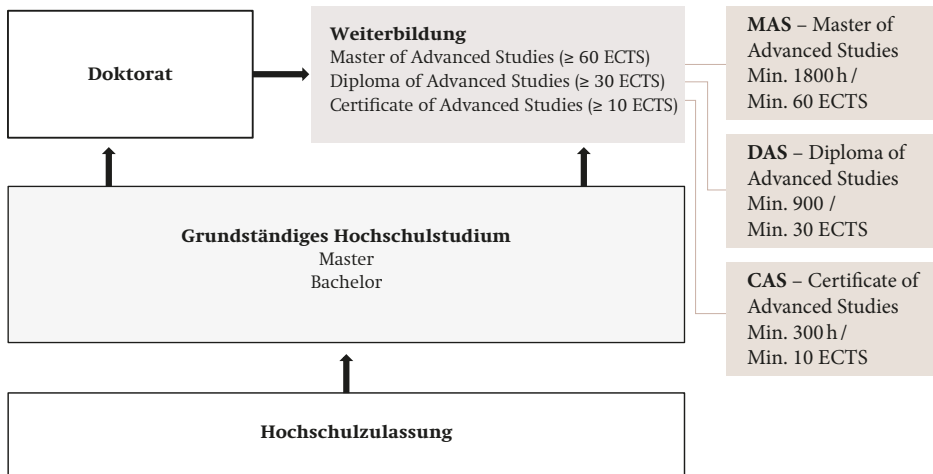 Doktorat
Weiterbildung
Master of Advanced Studies (≥ 60 ECTS)
Diploma of Advanced Studies (≥ 30 ECTS)
Certificate of Advanced Studies (≥ 10 ECTS)
MAS – Master of
Advanced Studies
Min. 1800 h /
Min. 60 ECTS
DAS – Diploma of
Advanced Studies
Min. 900 /
Min. 30 ECTS
CAS – Certificate of
Advanced Studies
Min. 300 h /
Min. 10 ECTS
Grundständiges Hochschulstudium
Master
Bachelor
Hochschulzulassung